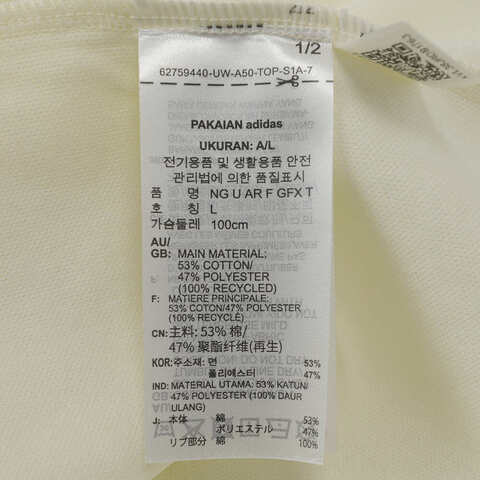 1/2
62759440-UW-A50-TOP-S1A-7
PAKAIAN adidas
UKURAN: A/L
전기용품 및 생활용품 안전
관리법에 의한 품질표시
품 명 NG U AR F GFX T
호 칭 L
가슴둘레 100cm
AU/
GB: MAIN MATERIAL:
53% COTTON/
47% POLYESTER
(100% RECYCLED)
F: MATIERE PRINCIPALE:
53% COTON/47% POLYESTER
(100% RECYCLE)
CN: 主料: 53% 棉/
47% 聚酯纤维(再生)
KOR: 주소재: 면 53%
폴리에스터 47%
IND: MATERIAL UTAMA: 53% KATUN/
47% POLYESTER (100% DAUR
ULANG)
J: 本体 綿 53%
ポリエステル 47%
リブ部分 綿 100%